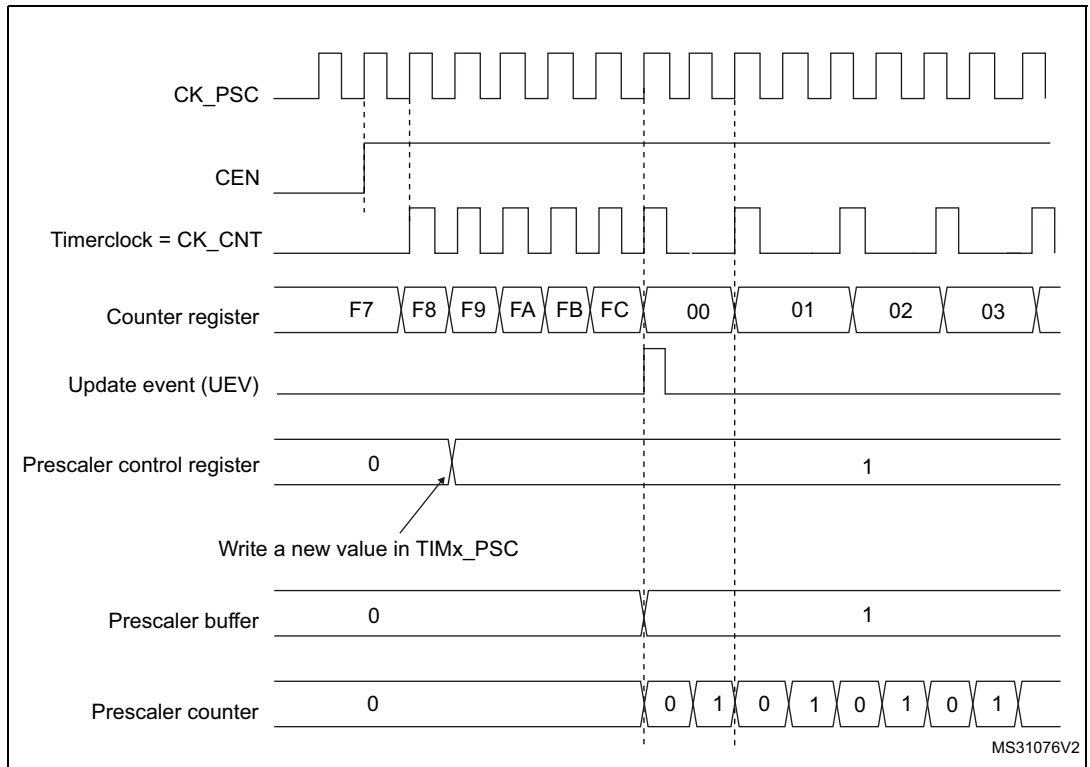 CK_PSC
CEN
Timerclock = CK_CNT
Counter register F7 F8 F9 FA FB FC 00 01 02 03
Update event (UEV)
Prescaler control register 0 1
Write a new value in TIMx_PSC
Prescaler buffer 0 1
Prescaler counter 0 0 1 0 1 0 1 0 1
MS31076V2